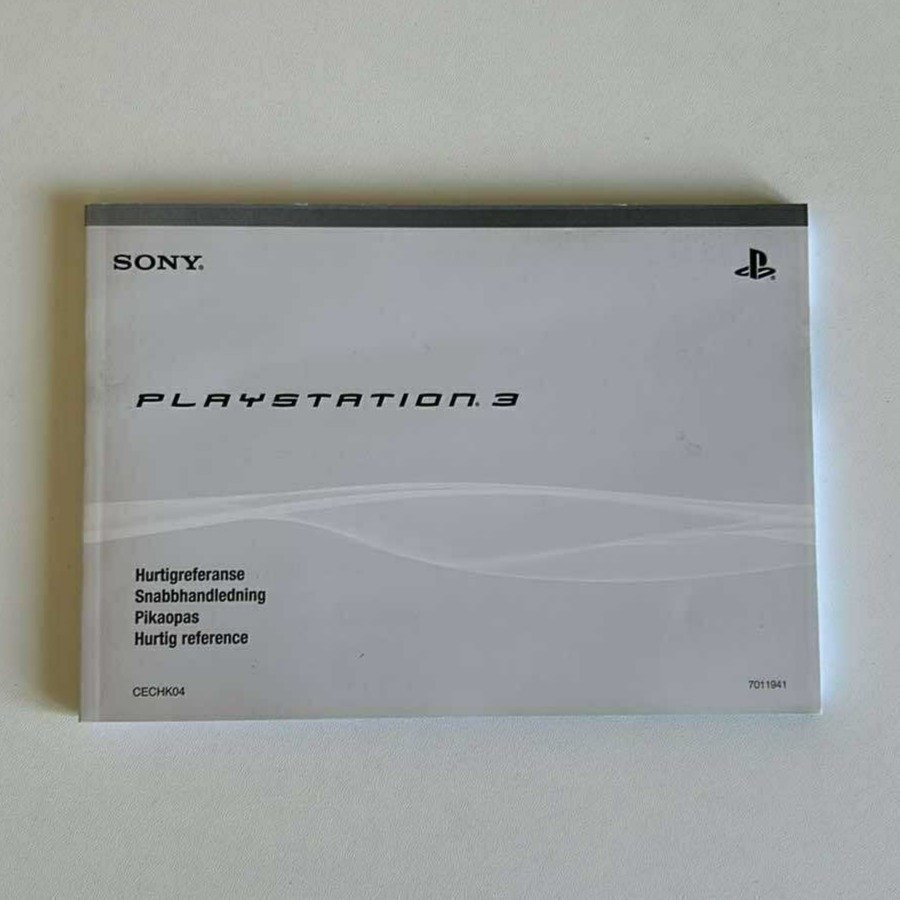 SONY®
PLAYSTATION®3
Hurtigreferanse
Snabbhandledning
Pikaopas
Hurtig reference
CECHK04
7011941